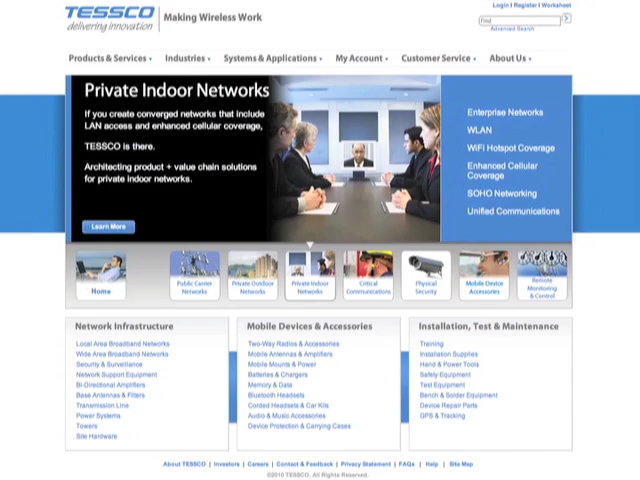 TESSCO
delivering innovation
Making Wireless Work
Login | Register | Worksheet
Find
Advanced Search
Products & Services
Industries
Systems & Applications
My Account
Customer Service
About Us
Private Indoor Networks
If you create converged networks that include
LAN access and enhanced cellular coverage,
TESSCO is there.
Architecting product + value chain solutions
for private indoor networks.
Learn More
Enterprise Networks
WLAN
WiFi Hotspot Coverage
Enhanced Cellular
Coverage
SOHO Networking
Unified Communications
Home
Public Carrier
Networks
Private Outdoor
Networks
Private Indoor
Networks
Critical
Communications
Physical
Security
Mobile Device
Accessories
Remote
Monitoring
& Control
Network Infrastructure
Local Area Broadband Networks
Wide Area Broadband Networks
Security & Surveillance
Network Support Equipment
Bi-Directional Amplifiers
Base Antennas & Filters
Transmission Line
Power Systems
Towers
Site Hardware
Mobile Devices & Accessories
Two-Way Radios & Accessories
Mobile Antennas & Amplifiers
Mobile Mounts & Power
Batteries & Chargers
Memory & Data
Bluetooth Headsets
Corded Headsets & Car Kits
Audio & Music Accessories
Device Protection & Carrying Cases
Installation, Test & Maintenance
Training
Installation Supplies
Hand & Power Tools
Safety Equipment
Test Equipment
Bench & Solder Equipment
Device Repair Parts
GPS & Tracking
About TESSCO | Investors | Careers | Contact & Feedback | Privacy Statement | FAQs | Help | Site Map
©2010 TESSCO. All Rights Reserved.